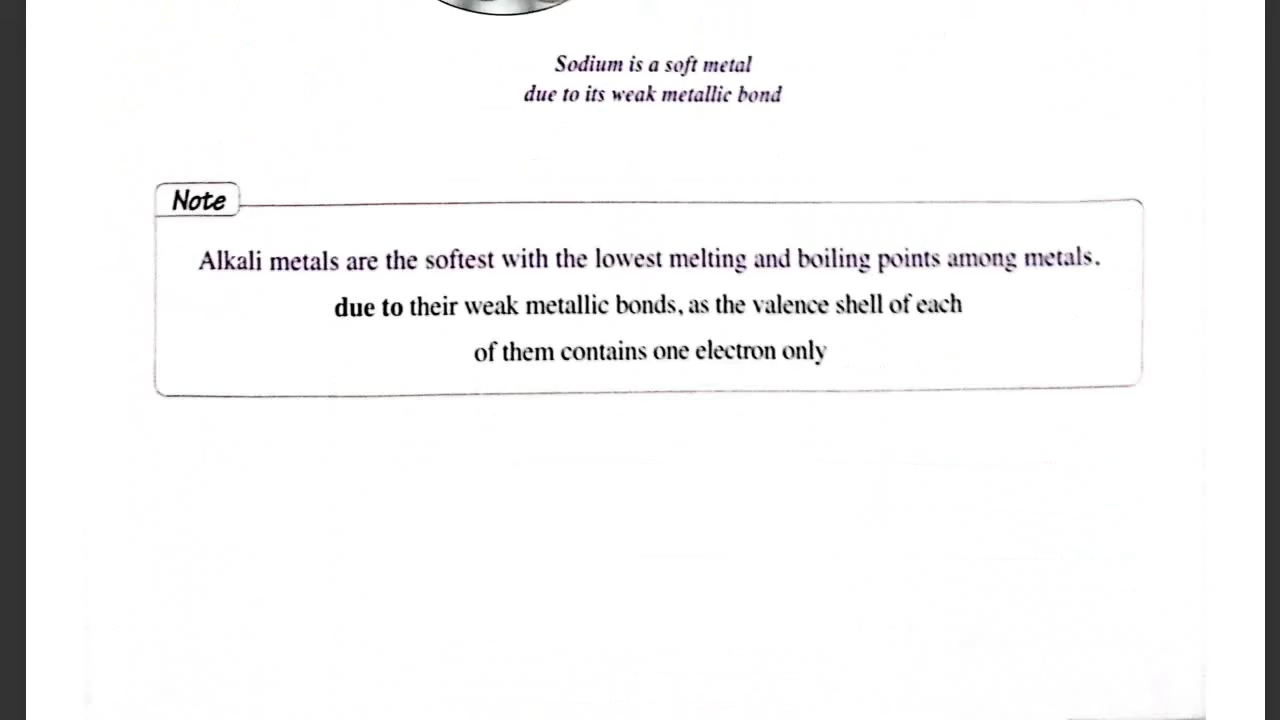 Sodium is a soft metal
due to its weak metallic bond
Note
Alkali metals are the softest with the lowest melting and boiling points among metals.
due to their weak metallic bonds, as the valence shell of each
of them contains one electron only